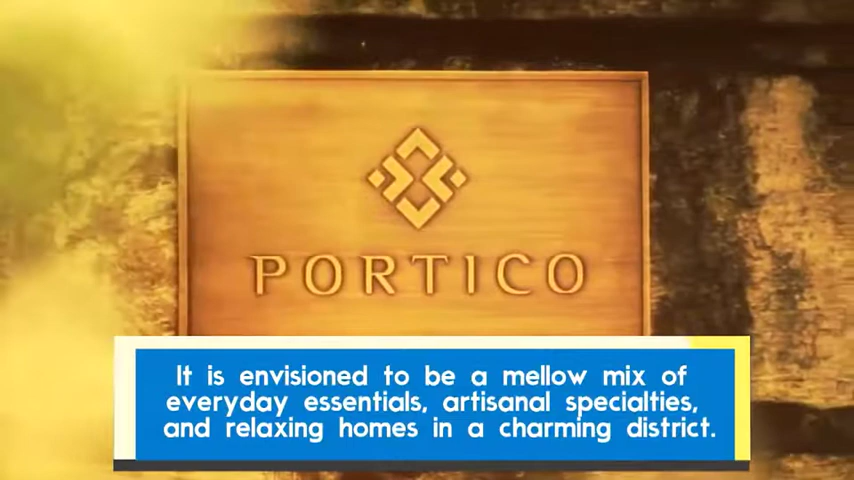 PORTICO
It is envisioned to be a mellow mix of
everyday essentials, artisanal specialties,
and relaxing homes in a charming district.